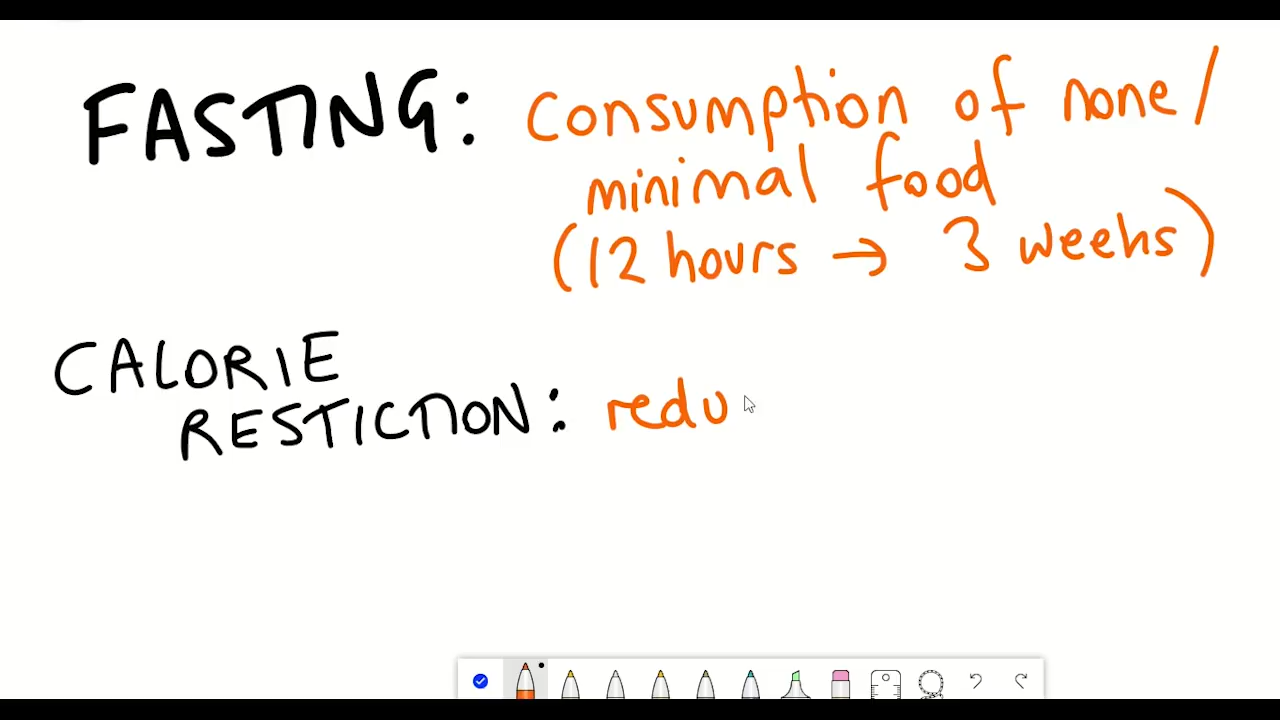 FASTING: consumption of none/
minimal food
(12 hours → 3 weeks)
CALORIE
RESTICTION: redu